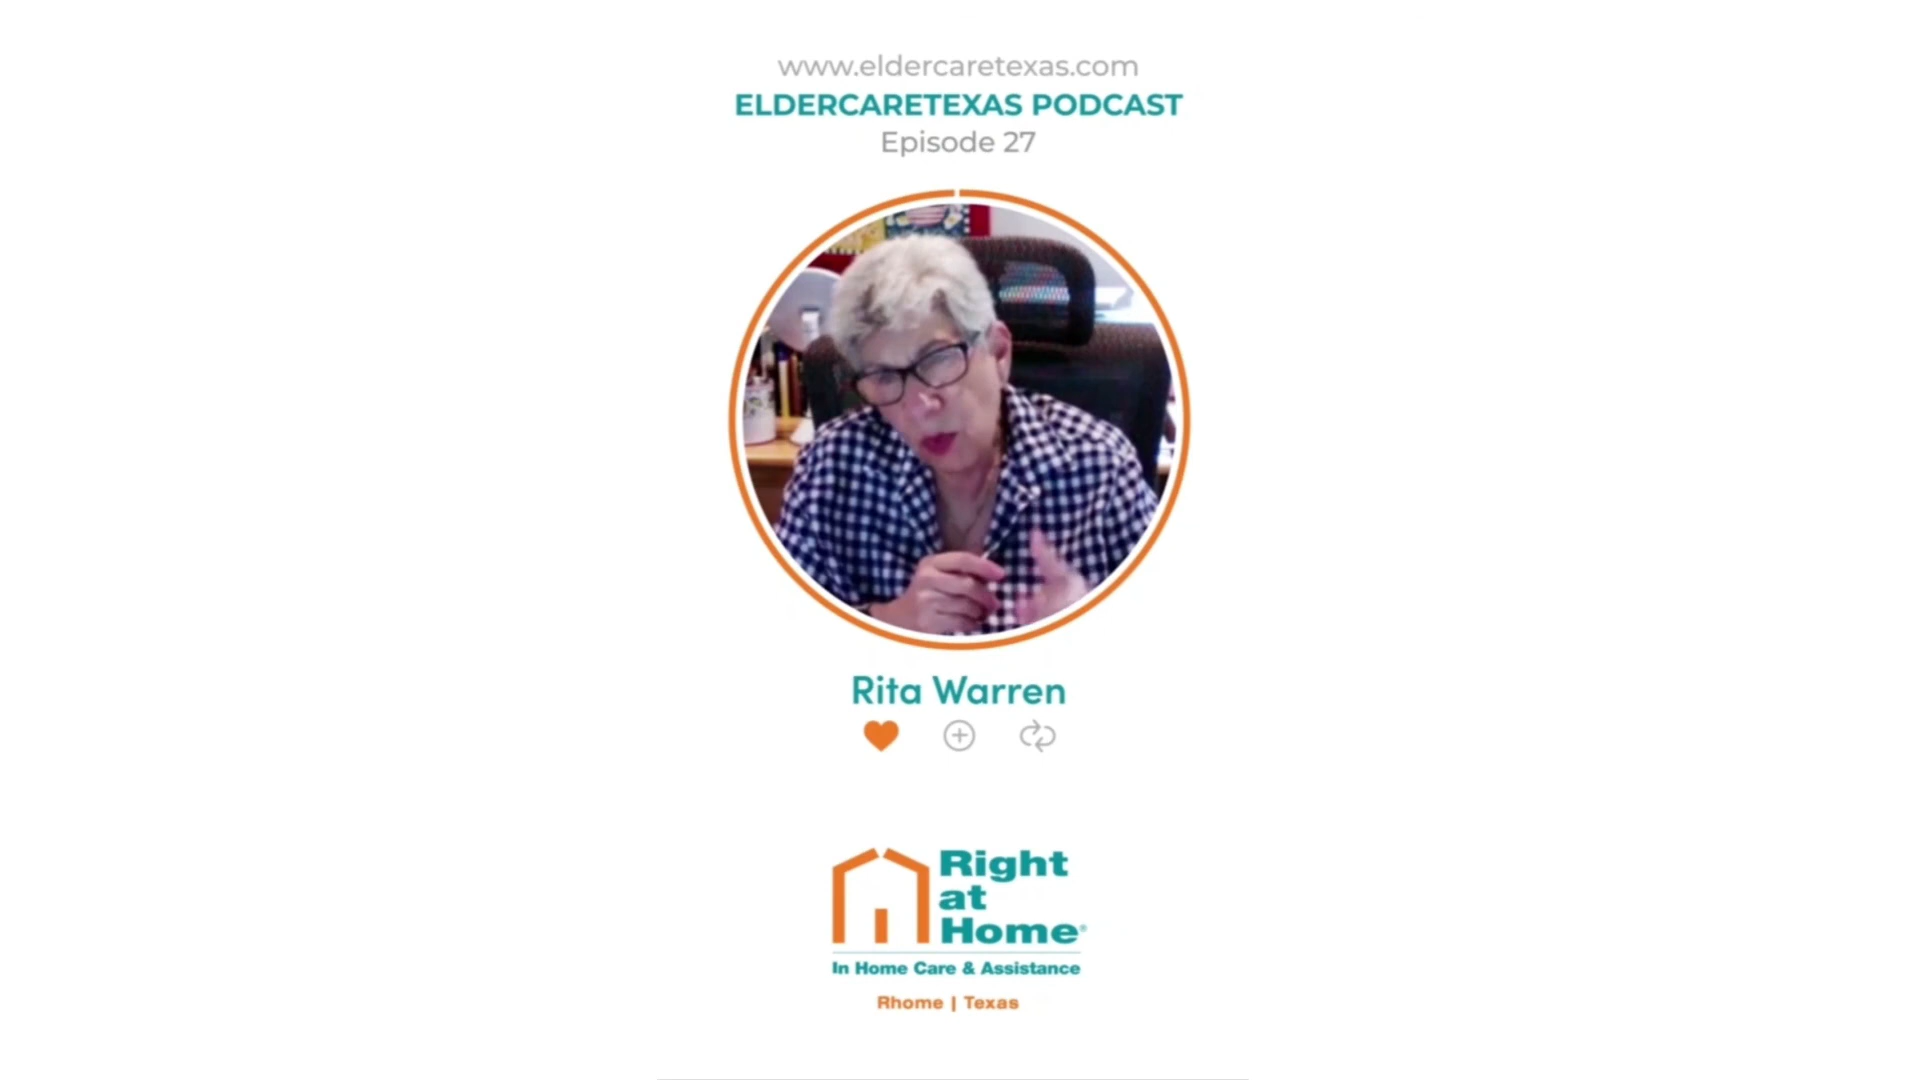 www.eldercaretexas.com
ELDERCARETEXAS PODCAST
Episode 27
Rita Warren
Right
at
Home®
In Home Care & Assistance
Rhome | Texas